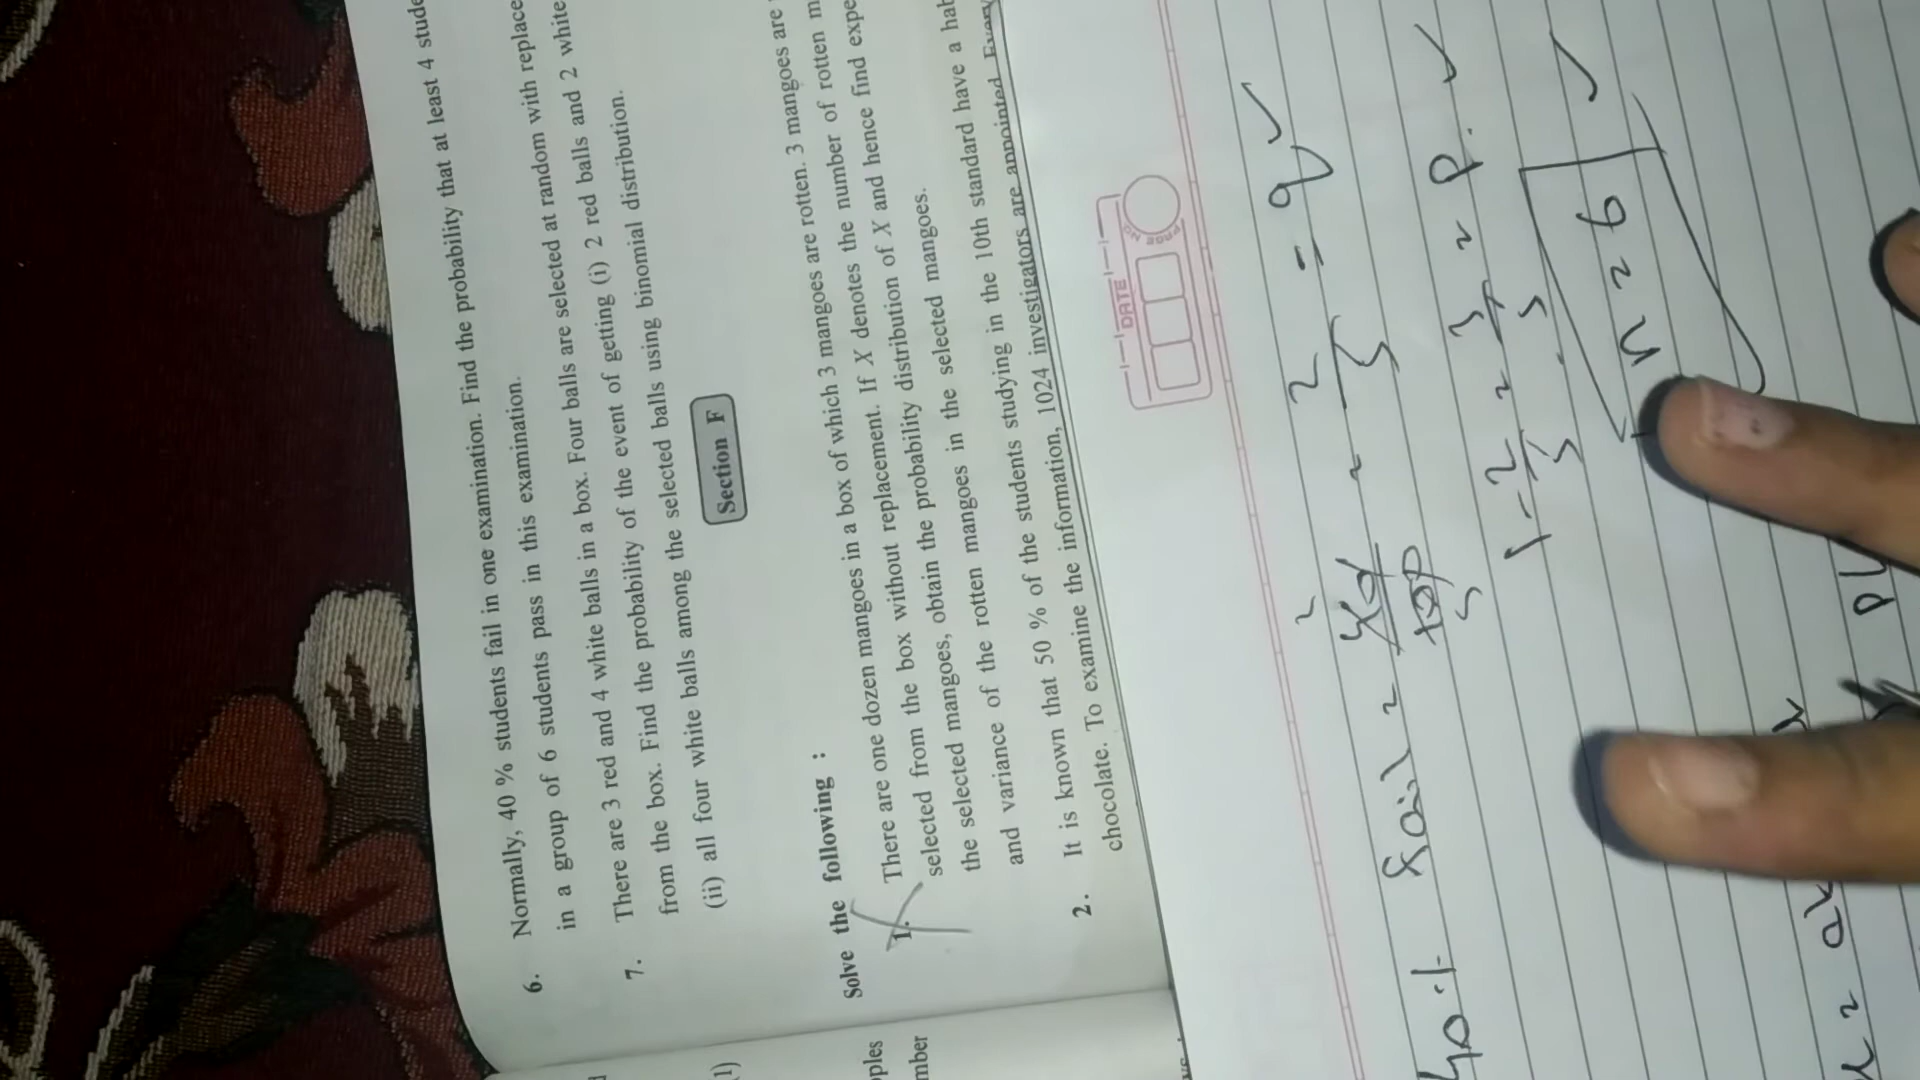 6. Normally, 40 % students fail in one examination. Find the probability that at least 4 stude
in a group of 6 students pass in this examination.
7. There are 3 red and 4 white balls in a box. Four balls are selected at random with replace
from the box. Find the probability of the event of getting (i) 2 red balls and 2 white
(ii) all four white balls among the selected balls using binomial distribution.
Section F
Solve the following :
1. There are one dozen mangoes in a box of which 3 mangoes are rotten. 3 mangoes are
selected from the box without replacement. If X denotes the number of rotten m
the selected mangoes, obtain the probability distribution of X and hence find expe
and variance of the rotten mangoes in the selected mangoes.
2. It is known that 50 % of the students studying in the 10th standard have a hab
chocolate. To examine the information, 1024 investigators are appointed. Every
ples
mber
PAGE NO.
DATE
40 .1. fail = 40/100 = 2/5 = q
1 - 2/5 = 3/5 = p.
n = 6